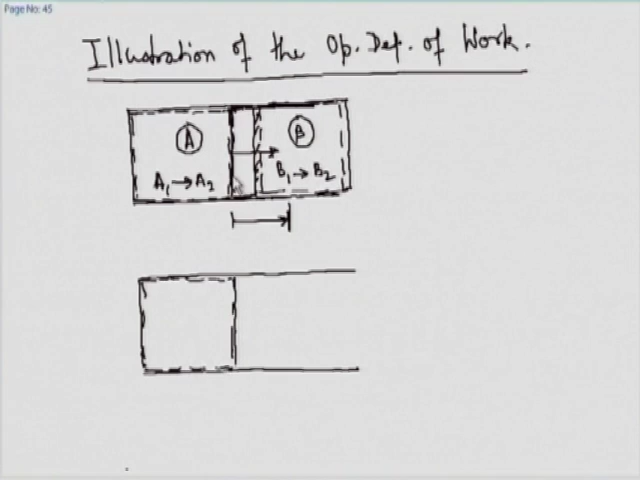 Page No: 45
Illustration of the Op. Def. of Work.
A B
A₁→A₂ B₁→B₂